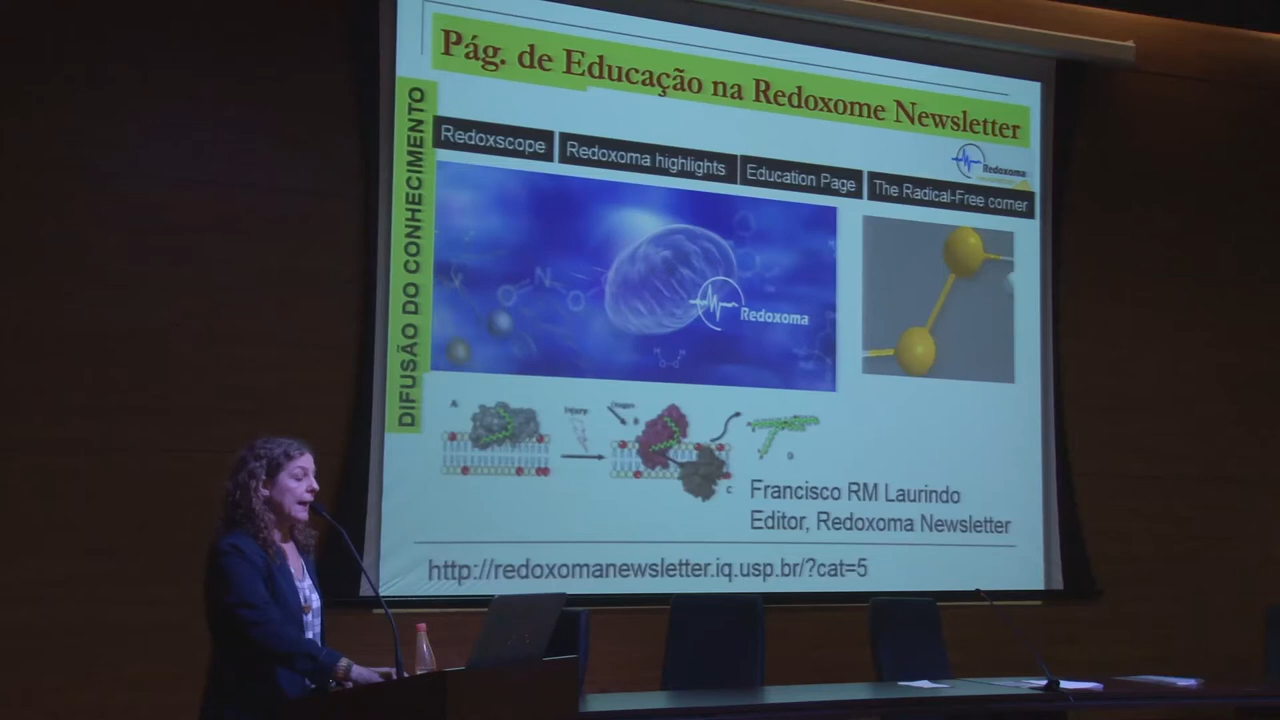 Pág. de Educação na Redoxome Newsletter
DIFUSÃO DO CONHECIMENTO
Redoxscope
Redoxoma highlights
Education Page
The Radical-Free corner
Redoxoma
N
Redoxoma
A
Injury
C
Francisco RM Laurindo
Editor, Redoxoma Newsletter
http://redoxomanewsletter.iq.usp.br/?cat=5